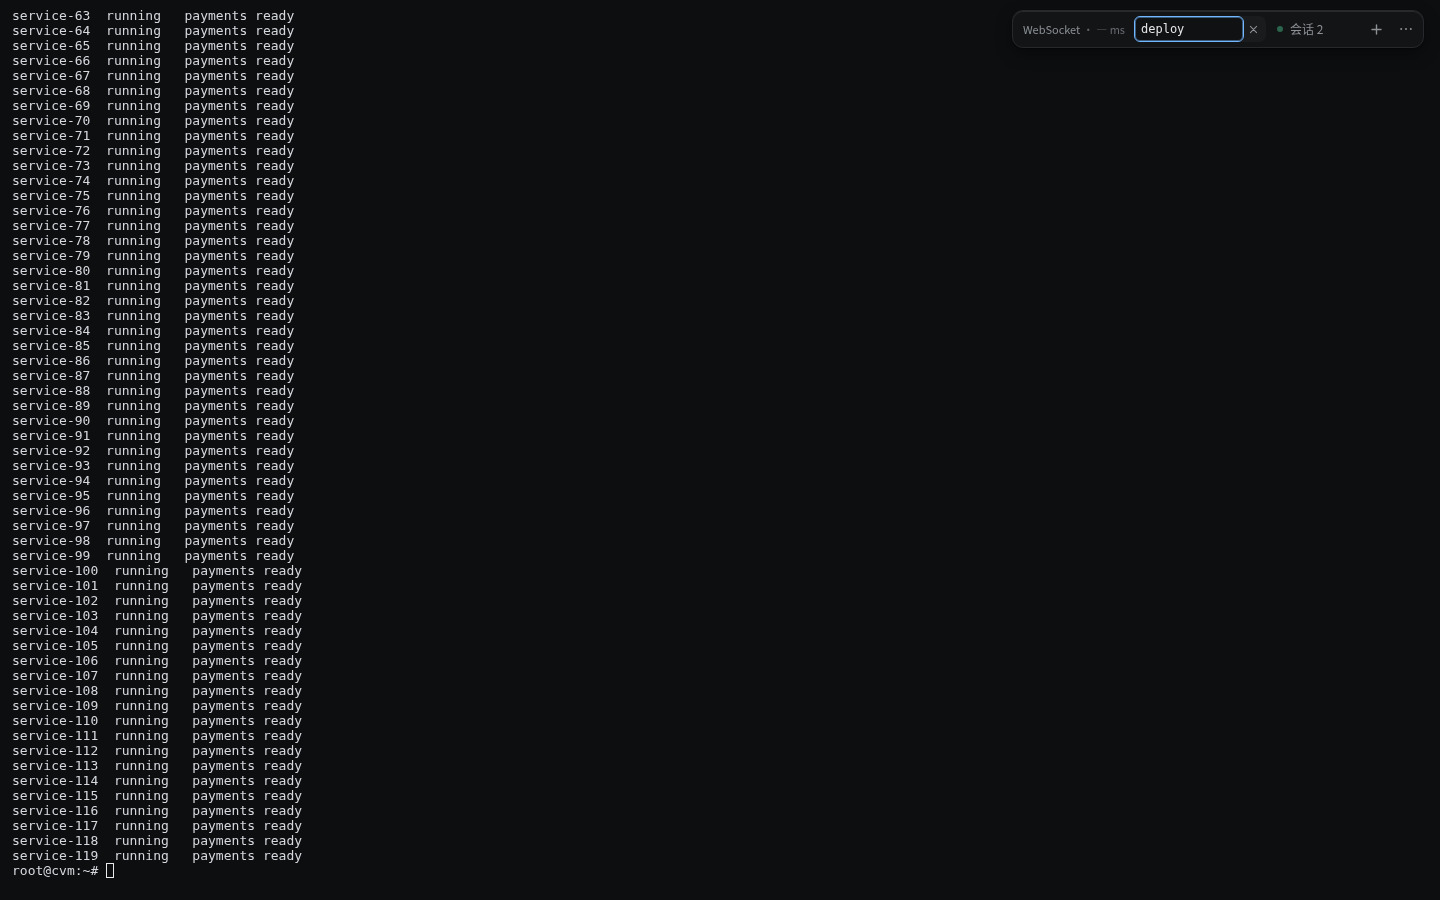 WebSocket · — ms deploy × 会话 2 + ···
service-63  running   payments ready
service-64  running   payments ready
service-65  running   payments ready
service-66  running   payments ready
service-67  running   payments ready
service-68  running   payments ready
service-69  running   payments ready
service-70  running   payments ready
service-71  running   payments ready
service-72  running   payments ready
service-73  running   payments ready
service-74  running   payments ready
service-75  running   payments ready
service-76  running   payments ready
service-77  running   payments ready
service-78  running   payments ready
service-79  running   payments ready
service-80  running   payments ready
service-81  running   payments ready
service-82  running   payments ready
service-83  running   payments ready
service-84  running   payments ready
service-85  running   payments ready
service-86  running   payments ready
service-87  running   payments ready
service-88  running   payments ready
service-89  running   payments ready
service-90  running   payments ready
service-91  running   payments ready
service-92  running   payments ready
service-93  running   payments ready
service-94  running   payments ready
service-95  running   payments ready
service-96  running   payments ready
service-97  running   payments ready
service-98  running   payments ready
service-99  running   payments ready
service-100  running   payments ready
service-101  running   payments ready
service-102  running   payments ready
service-103  running   payments ready
service-104  running   payments ready
service-105  running   payments ready
service-106  running   payments ready
service-107  running   payments ready
service-108  running   payments ready
service-109  running   payments ready
service-110  running   payments ready
service-111  running   payments ready
service-112  running   payments ready
service-113  running   payments ready
service-114  running   payments ready
service-115  running   payments ready
service-116  running   payments ready
service-117  running   payments ready
service-118  running   payments ready
service-119  running   payments ready
root@cvm:~#